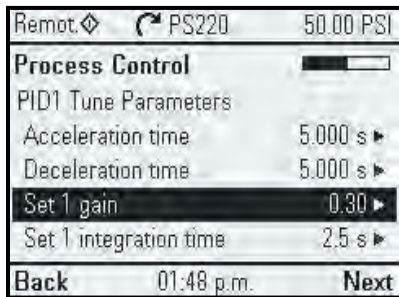 Remot. PS220 50.00 PSI
Process Control
PID1 Tune Parameters
Acceleration time 5.000 s
Deceleration time 5.000 s
Set 1 gain 0.30
Set 1 integration time 2.5 s
Back 01:48 p.m. Next